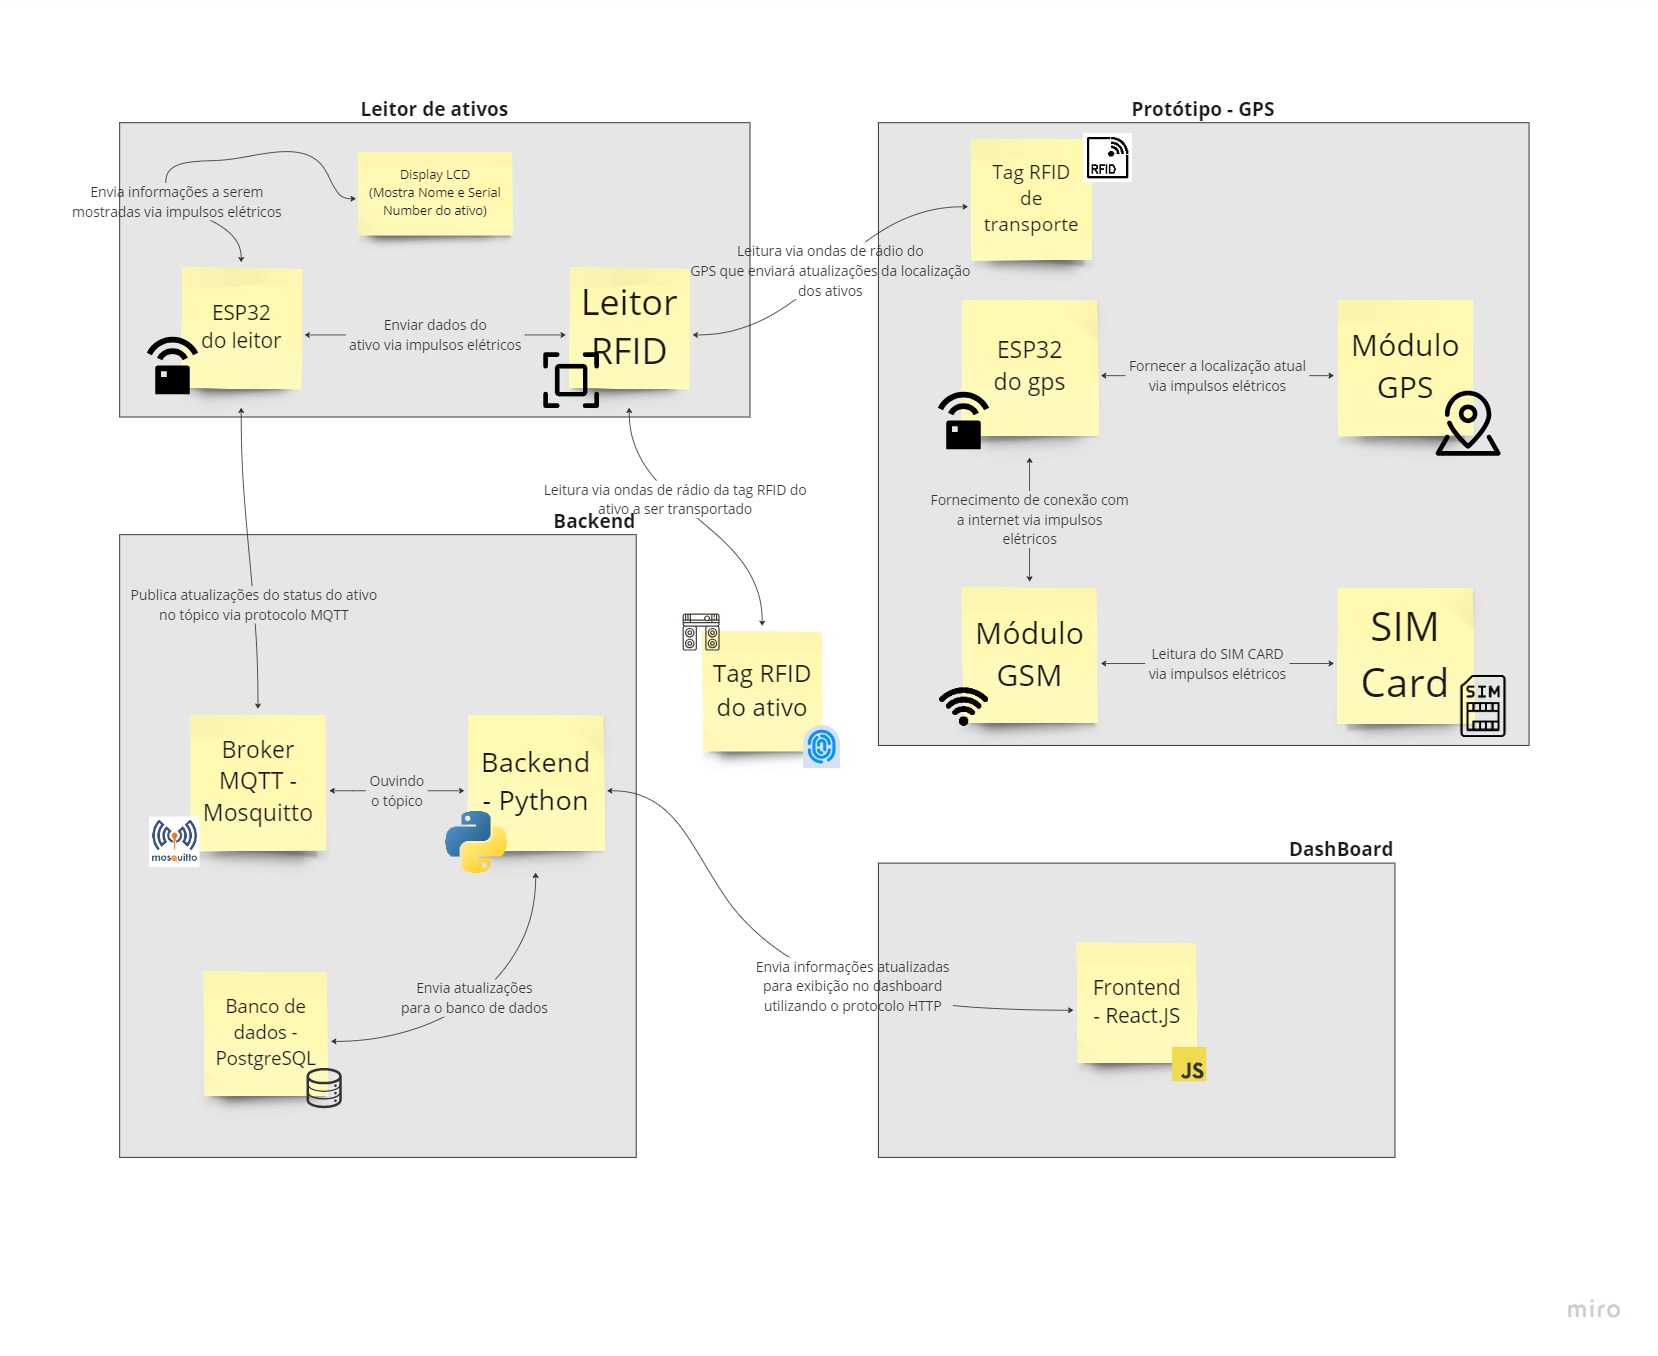 Leitor de ativos
Display LCD
(Mostra Nome e Serial
Number do ativo)
Envia informações a serem
mostradas via impulsos elétricos
ESP32
do leitor
Enviar dados do
ativo via impulsos elétricos
Leitor
RFID
Leitura via ondas de rádio do
GPS que enviará atualizações da localização
dos ativos
Protótipo - GPS
Tag RFID
de
transporte
RFID
ESP32
do gps
Fornecer a localização atual
via impulsos elétricos
Módulo
GPS
Fornecimento de conexão com
a internet via impulsos
elétricos
Módulo
GSM
Leitura do SIM CARD
via impulsos elétricos
SIM
Card
SIM
Leitura via ondas de rádio da tag RFID do
ativo a ser transportado
Tag RFID
do ativo
Backend
Publica atualizações do status do ativo
no tópico via protocolo MQTT
Broker
MQTT -
Mosquitto
mosquitto
Ouvindo
o tópico
Backend
- Python
Envia atualizações
para o banco de dados
Banco de
dados -
PostgreSQL
DashBoard
Envia informações atualizadas
para exibição no dashboard
utilizando o protocolo HTTP
Frontend
- React.JS
JS
miro